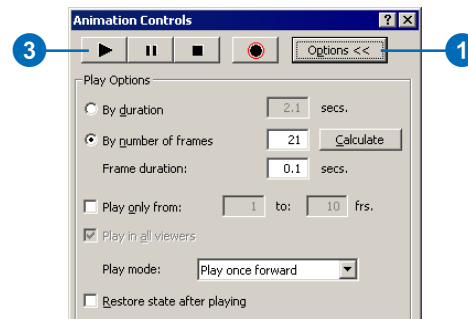 Animation Controls
3
Options <<
1
Play Options
By duration 2.1 secs.
By number of frames 21 Calculate
Frame duration: 0.1 secs.
Play only from: 1 to: 10 frs.
Play in all viewers
Play mode: Play once forward
Restore state after playing